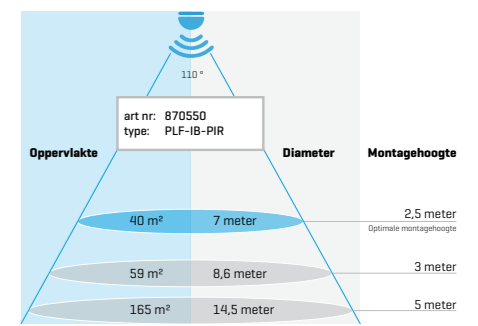 110 °
art nr: 870550
type: PLF-IB-PIR
Oppervlakte Diameter Montagehoogte
40 m² 7 meter 2,5 meter
Optimale montagehoogte
59 m² 8,6 meter 3 meter
165 m² 14,5 meter 5 meter